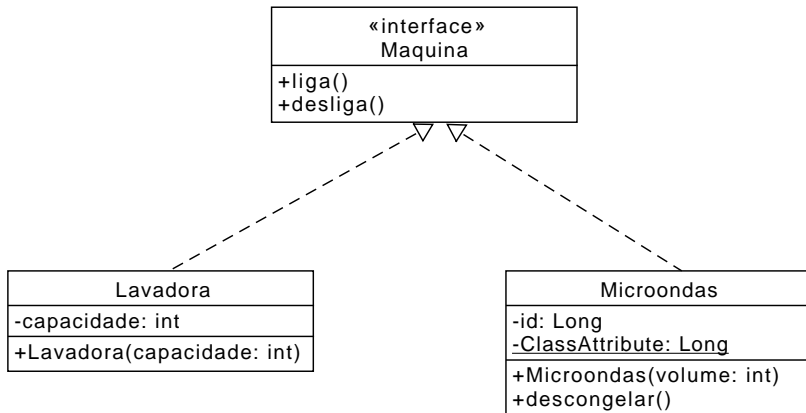 «interface»
Maquina
+liga()
+desliga()
Lavadora
-capacidade: int
+Lavadora(capacidade: int)
Microondas
-id: Long
-ClassAttribute: Long
+Microondas(volume: int)
+descongelar()